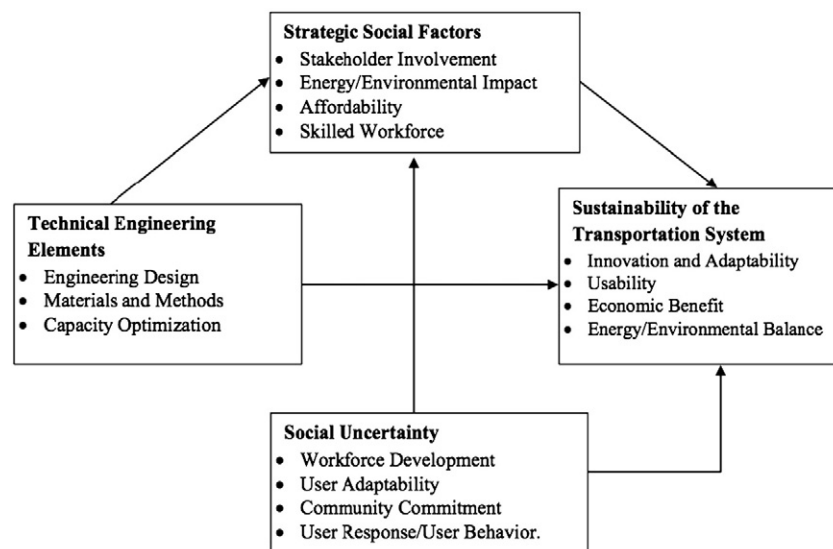 Strategic Social Factors
• Stakeholder Involvement
• Energy/Environmental Impact
• Affordability
• Skilled Workforce
Technical Engineering
Elements
• Engineering Design
• Materials and Methods
• Capacity Optimization
Sustainability of the
Transportation System
• Innovation and Adaptability
• Usability
• Economic Benefit
• Energy/Environmental Balance
Social Uncertainty
• Workforce Development
• User Adaptability
• Community Commitment
• User Response/User Behavior.